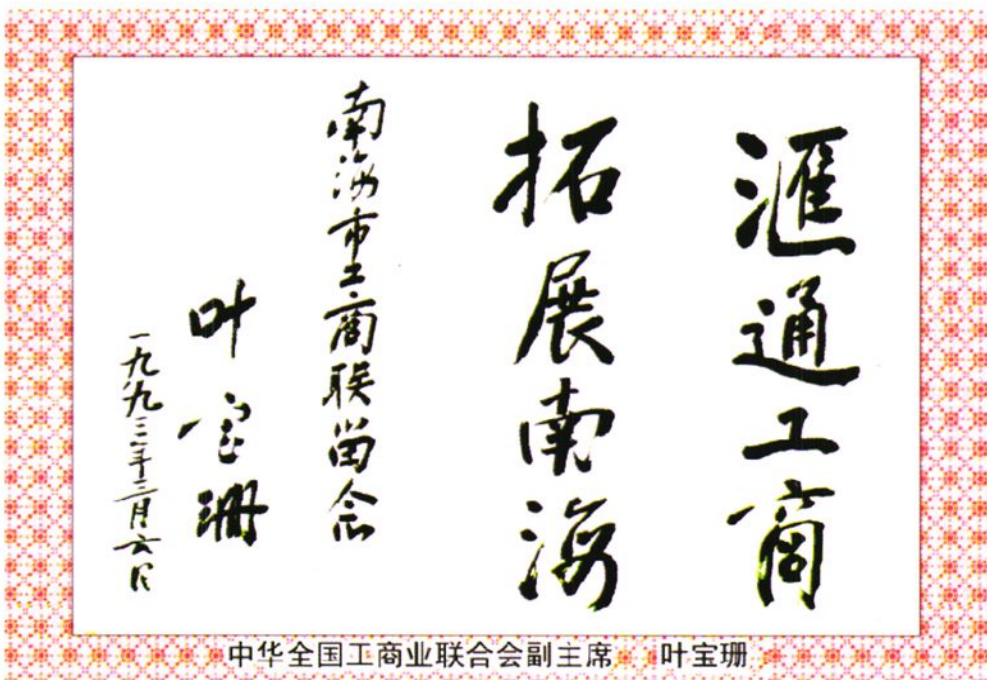 滙通工商
拓展南海
南海市工商联留念
叶宝珊
一九九三年三月六日
中华全国工商业联合会副主席 叶宝珊